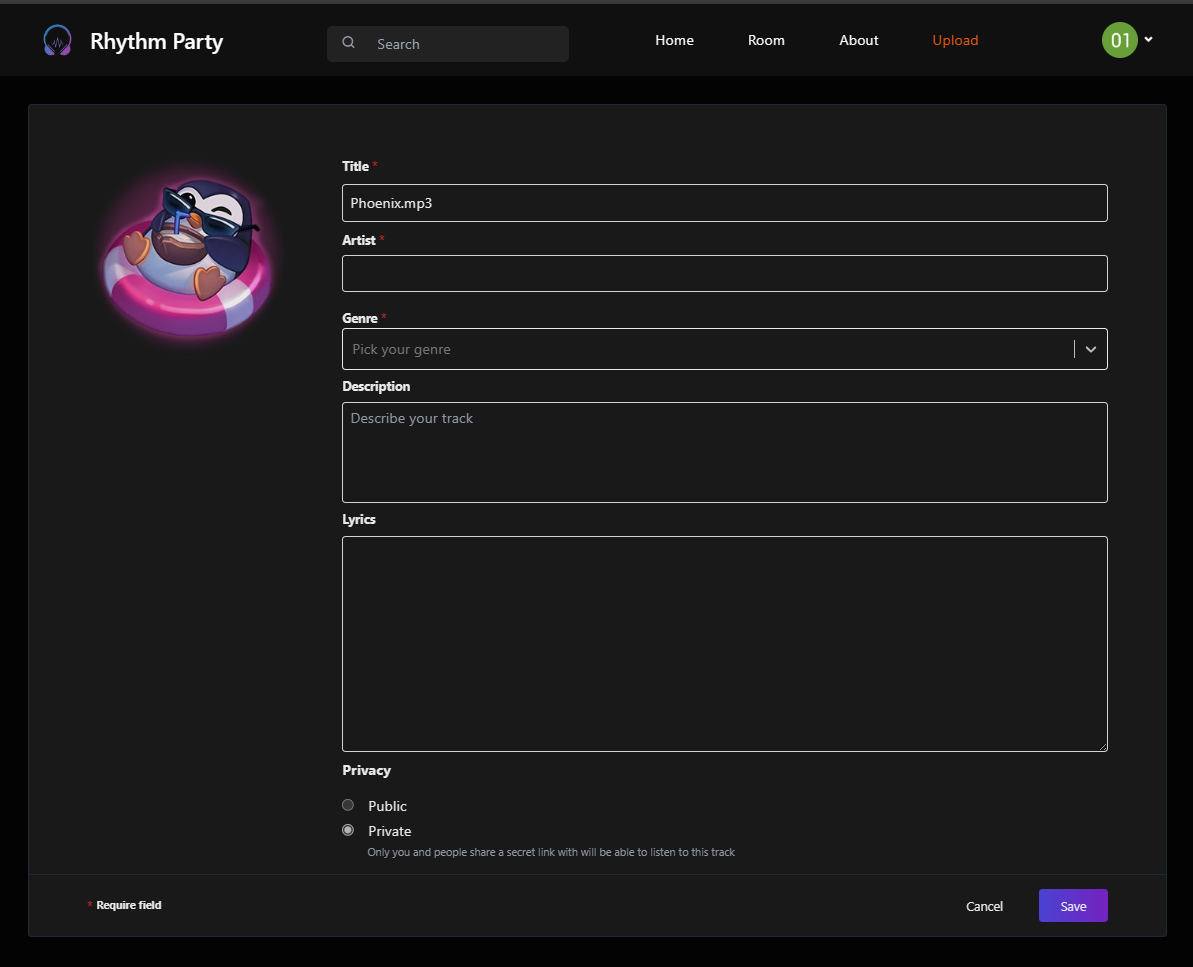 Rhythm Party
Search
Home
Room
About
Upload
01
Title *
Phoenix.mp3
Artist *
Genre *
Pick your genre
Description
Describe your track
Lyrics
Privacy
Public
Private
Only you and people share a secret link with will be able to listen to this track
* Require field
Cancel
Save